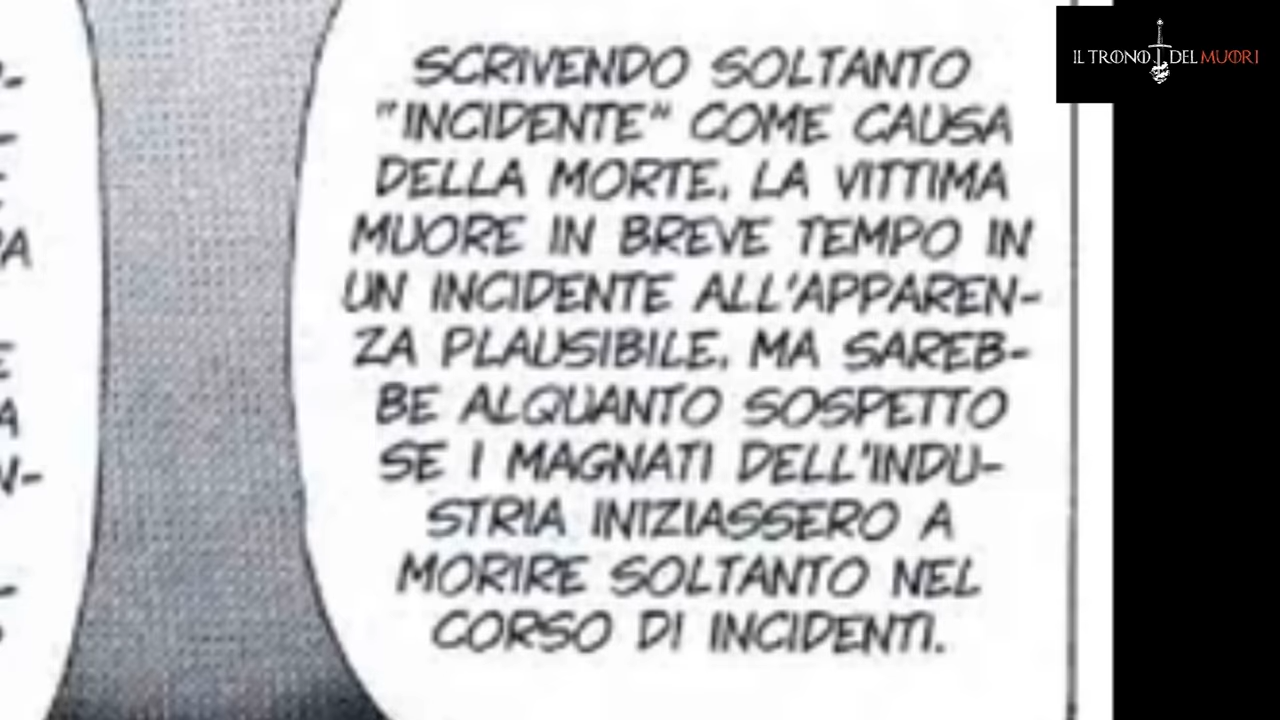 SCRIVENDO SOLTANTO
"INCIDENTE" COME CAUSA
DELLA MORTE, LA VITTIMA
MUORE IN BREVE TEMPO IN
UN INCIDENTE ALL'APPAREN-
ZA PLAUSIBILE, MA SAREB-
BE ALQUANTO SOSPETTO
SE I MAGNATI DELL'INDU-
STRIA INIZIASSERO A
MORIRE SOLTANTO NEL
CORSO DI INCIDENTI.
IL TRONO DEL MUORI